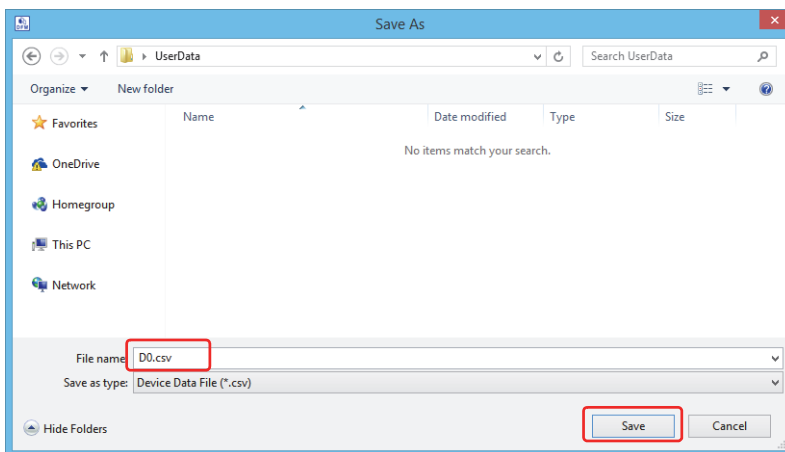 Save As
UserData
Search UserData
Organize
New folder
Name
Date modified
Type
Size
Favorites
No items match your search.
OneDrive
Homegroup
This PC
Network
File name
D0.csv
Save as type:
Device Data File (*.csv)
Hide Folders
Save
Cancel